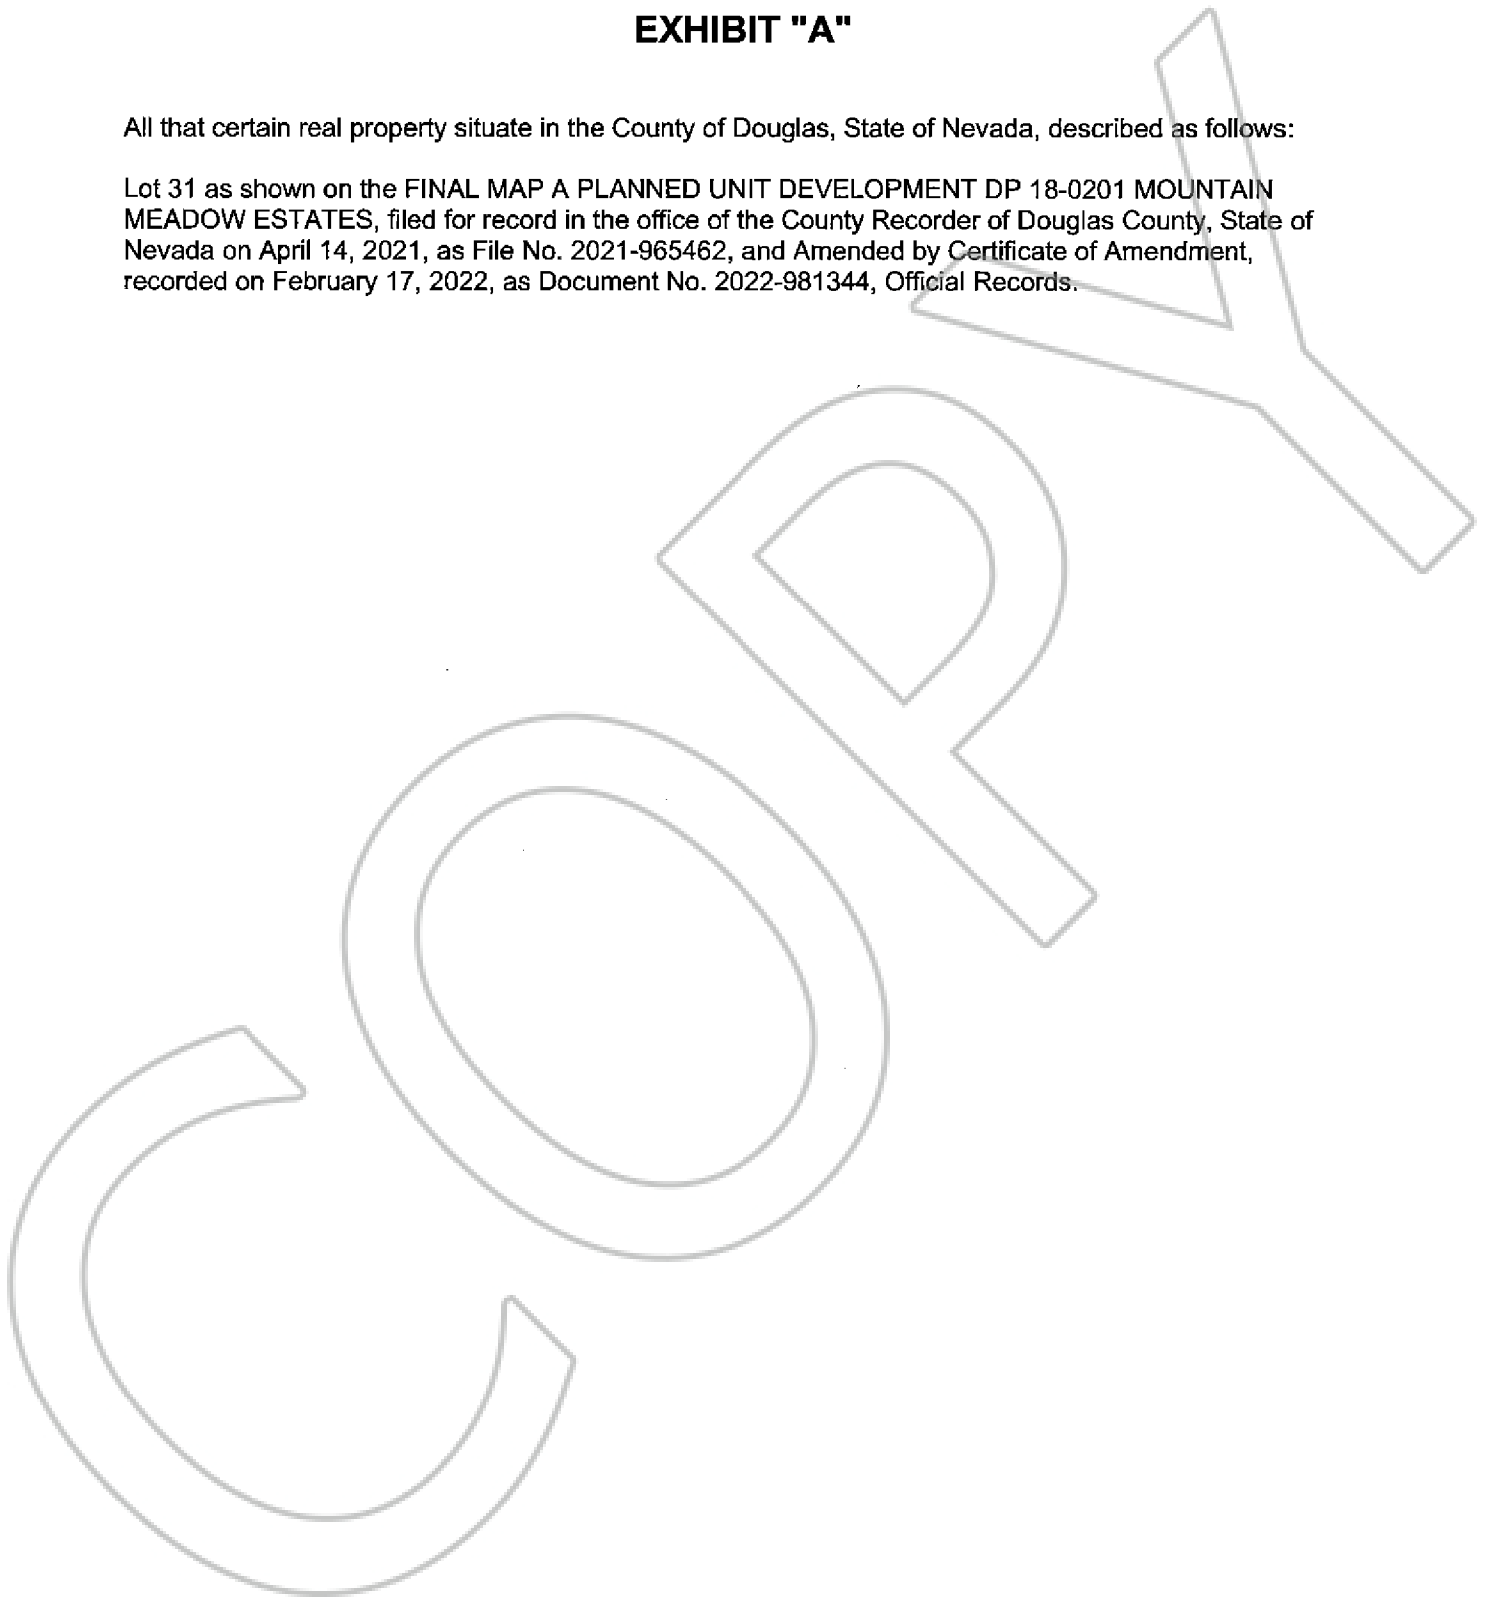 EXHIBIT "A"
All that certain real property situate in the County of Douglas, State of Nevada, described as follows:
Lot 31 as shown on the FINAL MAP A PLANNED UNIT DEVELOPMENT DP 18-0201 MOUNTAIN
MEADOW ESTATES, filed for record in the office of the County Recorder of Douglas County, State of
Nevada on April 14, 2021, as File No. 2021-965462, and Amended by Certificate of Amendment,
recorded on February 17, 2022, as Document No. 2022-981344, Official Records.
COPY